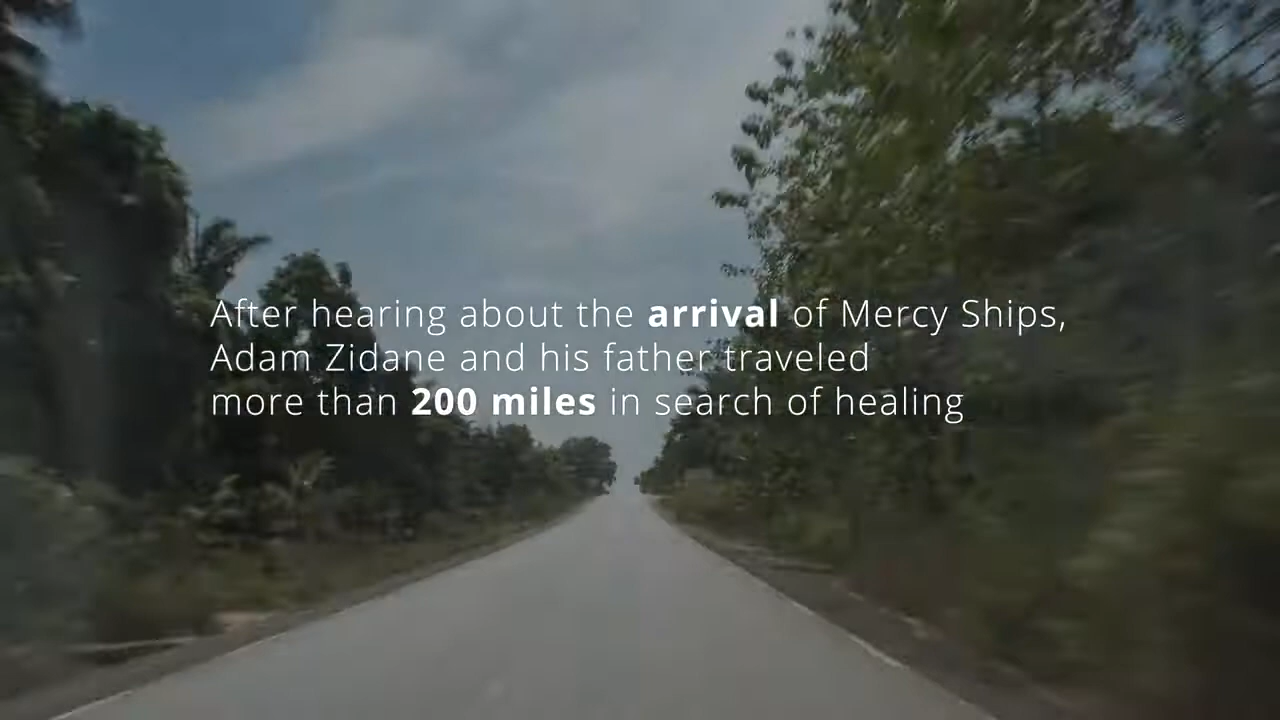 After hearing about the arrival of Mercy Ships,
Adam Zidane and his father traveled
more than 200 miles in search of healing